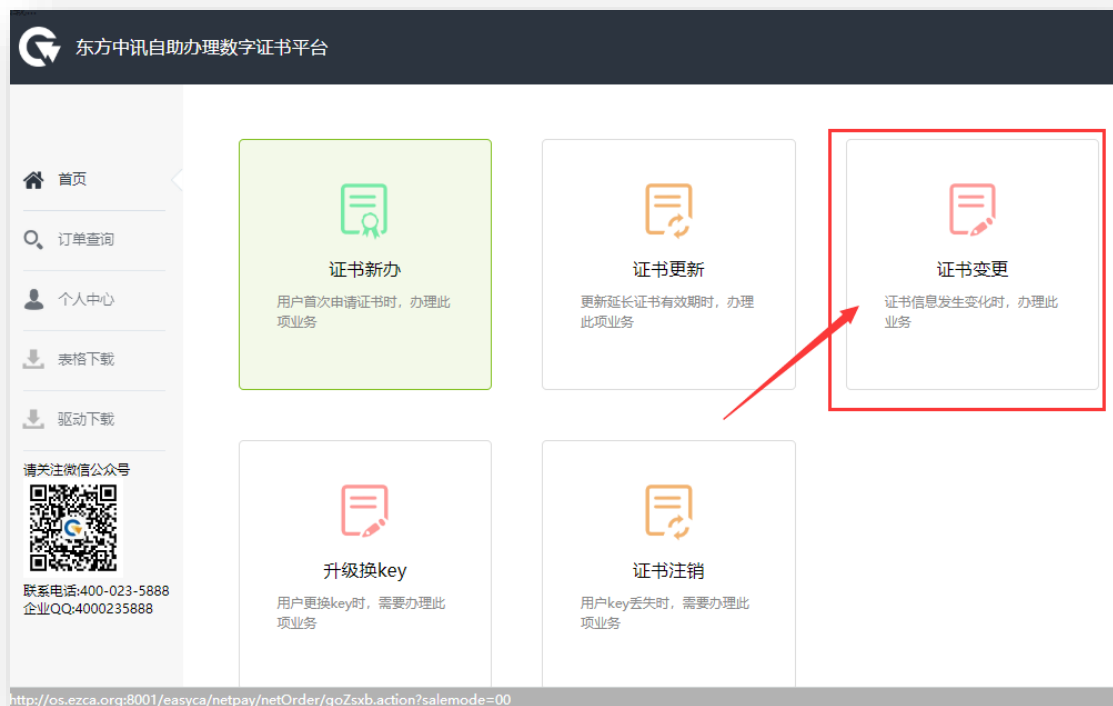 东方中讯自助办理数字证书平台
首页
订单查询
个人中心
表格下载
驱动下载
请关注微信公众号
联系电话:400-023-5888
企业QQ:4000235888
证书新办
用户首次申请证书时，办理此
项业务
证书更新
更新延长证书有效期时，办理
此项业务
证书变更
证书信息发生变化时，办理此
业务
升级换key
用户更换key时，需要办理此
项业务
证书注销
用户key丢失时，需要办理此
项业务
http://os.ezca.org:8001/easyca/netpay/netOrder/goZsxb.action?salemode=00